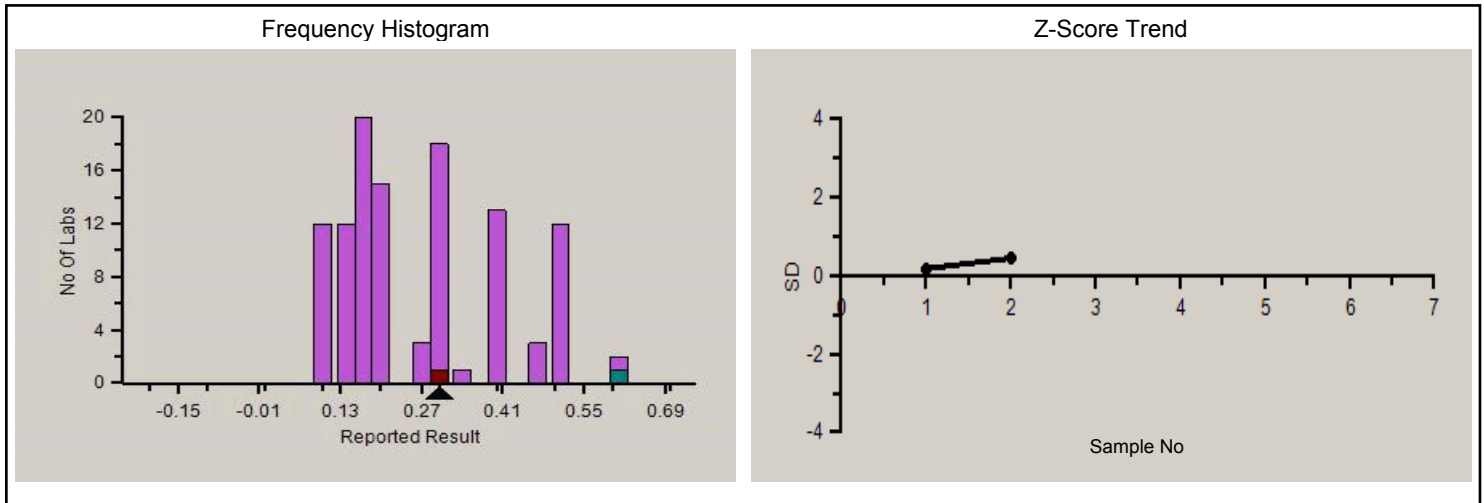 Frequency Histogram
20
16
12
8
4
0
No Of Labs
-0.15 -0.01 0.13 0.27 0.41 0.55 0.69
Reported Result
Z-Score Trend
4
2
0
-2
-4
SD
0 1 2 3 4 5 6 7
Sample No